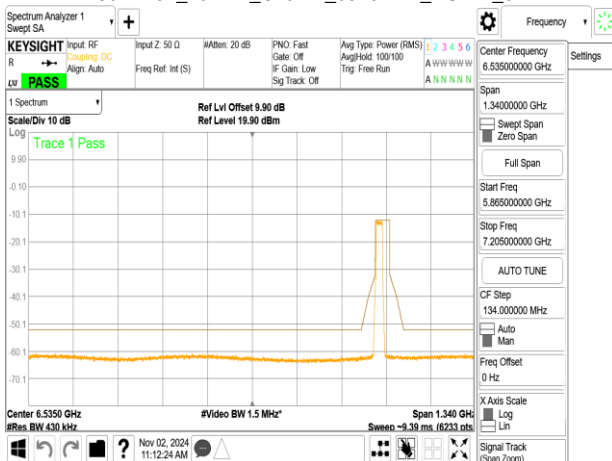 Spectrum Analyzer 1
Swept SA
+
Frequency
Settings
KEYSIGHT
R
LXI
PASS
Input: RF
Coupling: DC
Align: Auto
Input Z: 50 Ω
Freq Ref: Int (S)
#Atten: 20 dB
PNO: Fast
Gate: Off
IF Gain: Low
Sig Track: Off
Avg Type: Power (RMS)
Avg|Hold: 100/100
Trig: Free Run
1 2 3 4 5 6
A W W W W W
A N N N N N
1 Spectrum
Scale/Div 10 dB
Ref Lvl Offset 9.90 dB
Ref Level 19.90 dBm
Log
Trace 1 Pass
9.90
-0.10
-10.1
-20.1
-30.1
-40.1
-50.1
-60.1
-70.1
Center 6.5350 GHz
#Res BW 430 kHz
#Video BW 1.5 MHz*
Span 1.340 GHz
Sweep ~9.39 ms (6233 pts
Center Frequency
6.535000000 GHz
Span
1.34000000 GHz
Swept Span
Zero Span
Full Span
Start Freq
5.865000000 GHz
Stop Freq
7.205000000 GHz
AUTO TUNE
CF Step
134.000000 MHz
Auto
Man
Freq Offset
0 Hz
X Axis Scale
Log
Lin
Signal Track
(Span Zoom)
?
Nov 02, 2024
11:12:24 AM